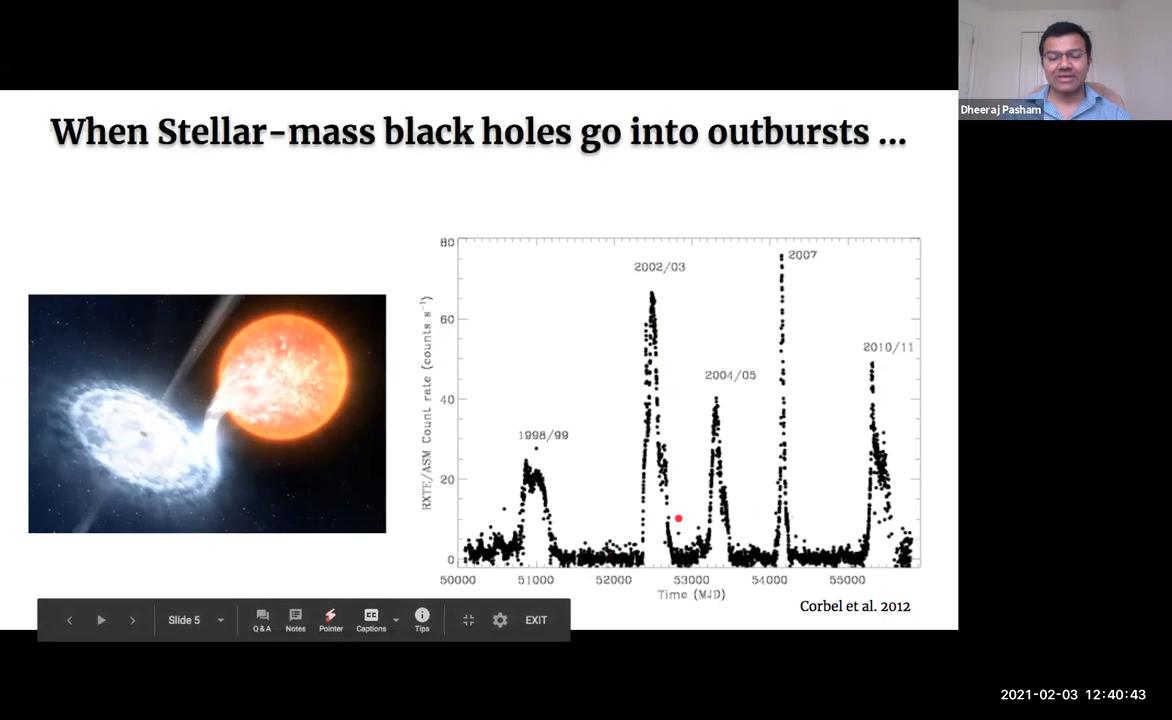 When Stellar-mass black holes go into outbursts ...
Dheeraj Pasham
80
60
40
20
0
RXTE/ASM Count rate (counts s⁻¹)
1998/99
2002/03
2004/05
2007
2010/11
50000 51000 52000 53000 54000 55000
Time (MJD)
Corbel et al. 2012
Slide 5
Q & A Notes Pointer CC Captions Tips EXIT
2021-02-03 12:40:43